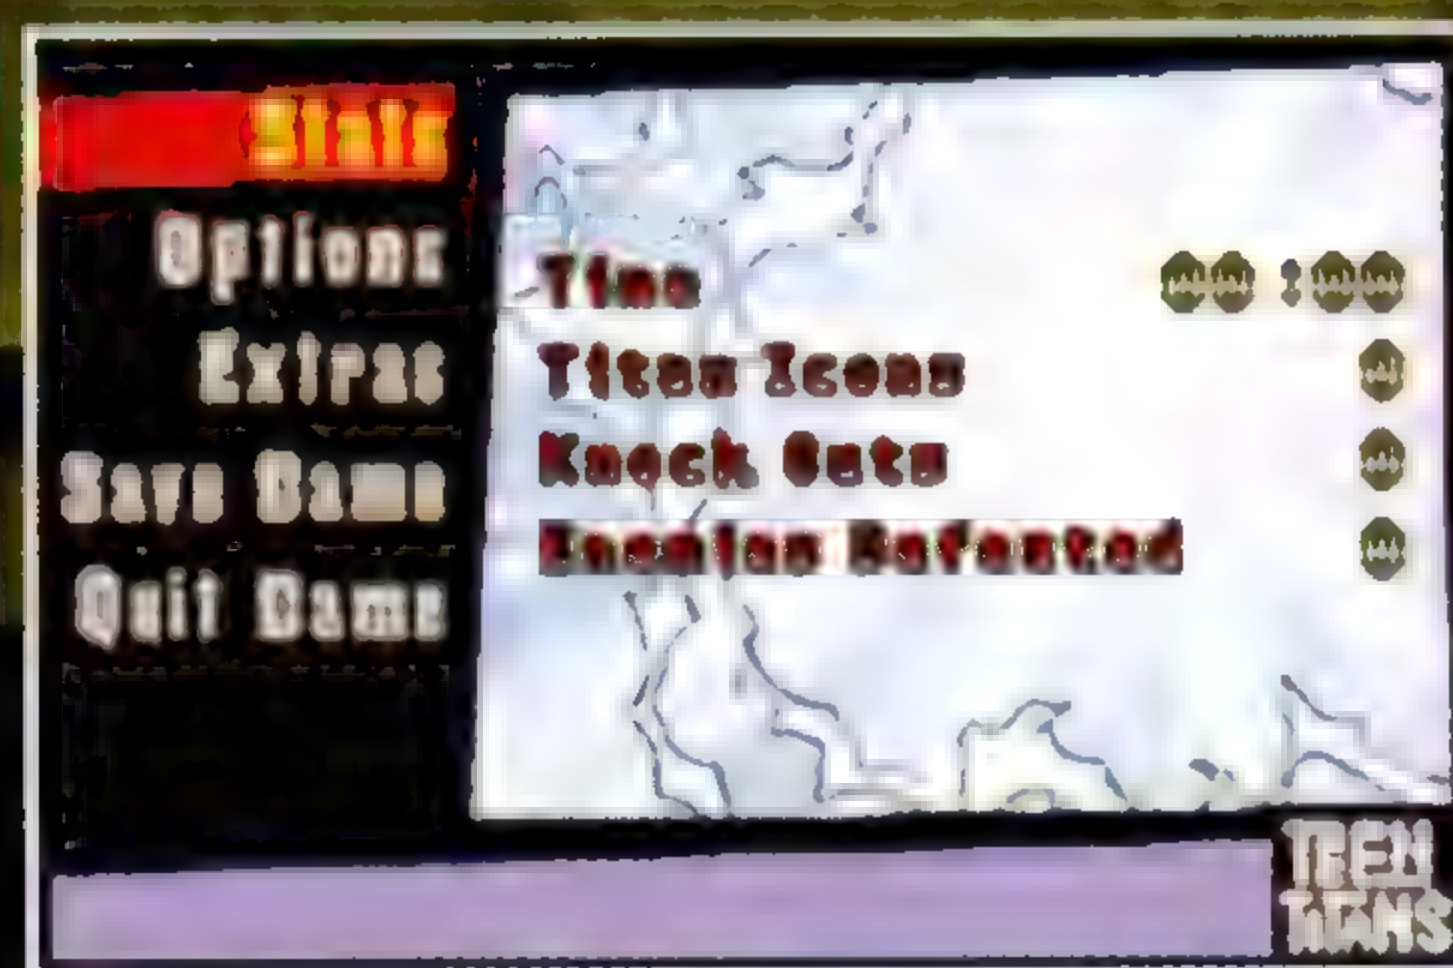 Stats
Options
Extras
Save Game
Quit Game
Time
Titan Icons
Knock Outs
Enemies Defeated
TEEN
TITANS